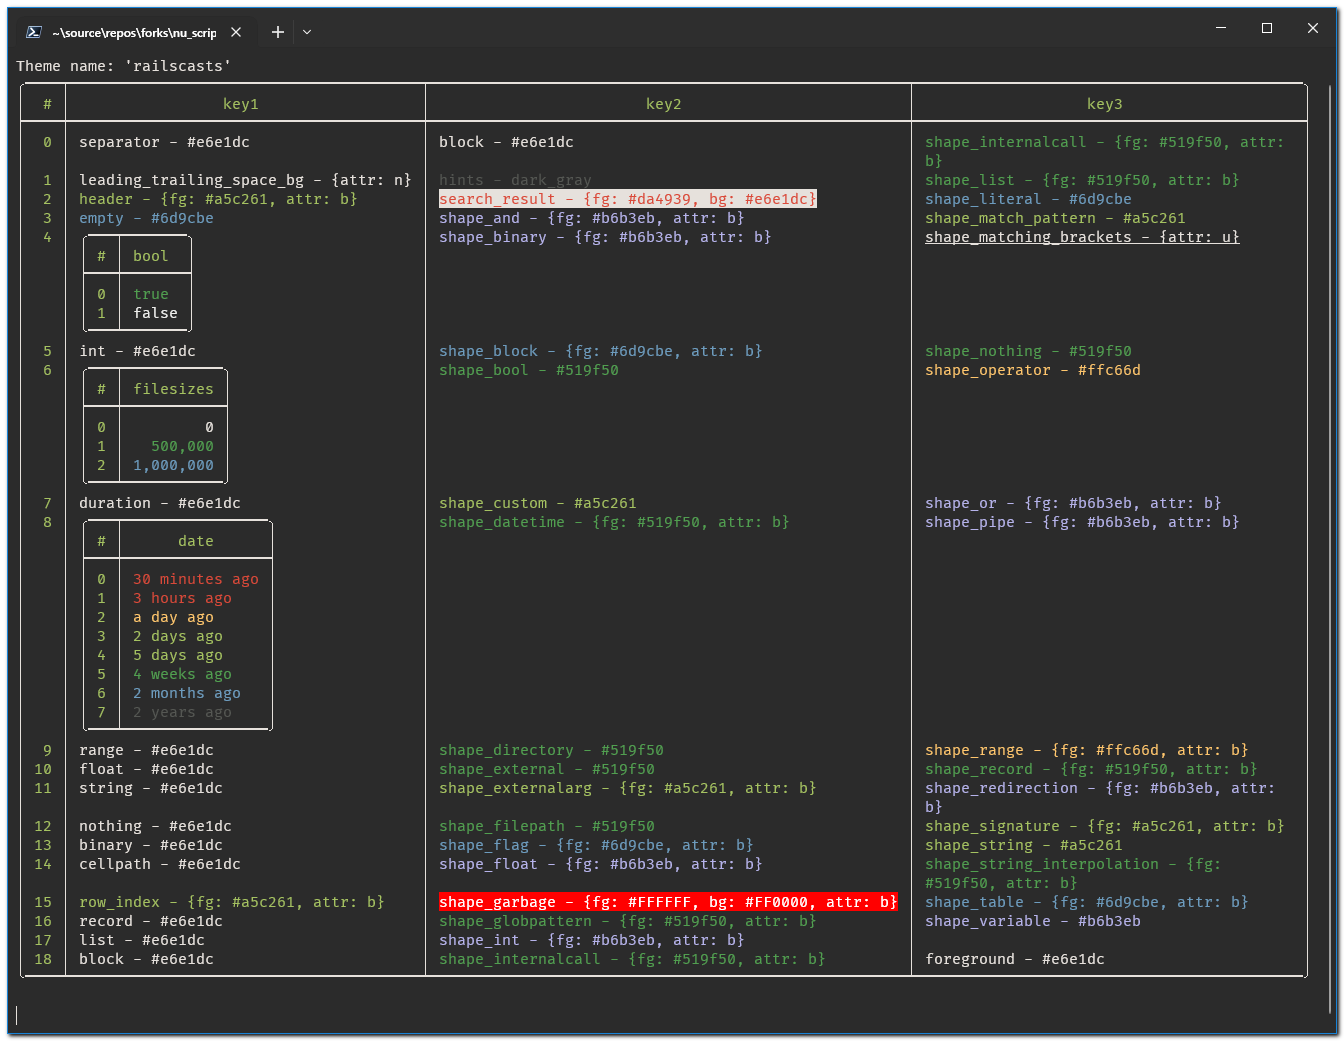 ~\source\repos\forks\nu_scrip
Theme name: 'railscasts'
# key1 key2 key3
0 separator - #e6e1dc block - #e6e1dc shape_internalcall - {fg: #519f50, attr:
b}
1 leading_trailing_space_bg - {attr: n} hints - dark_gray shape_list - {fg: #519f50, attr: b}
2 header - {fg: #a5c261, attr: b} search_result - {fg: #da4939, bg: #e6e1dc} shape_literal - #6d9cbe
3 empty - #6d9cbe shape_and - {fg: #b6b3eb, attr: b} shape_match_pattern - #a5c261
4 shape_binary - {fg: #b6b3eb, attr: b} shape_matching_brackets - {attr: u}
# bool
0 true
1 false
5 int - #e6e1dc shape_block - {fg: #6d9cbe, attr: b} shape_nothing - #519f50
6 shape_bool - #519f50 shape_operator - #ffc66d
# filesizes
0 0
1 500,000
2 1,000,000
7 duration - #e6e1dc shape_custom - #a5c261 shape_or - {fg: #b6b3eb, attr: b}
8 shape_datetime - {fg: #519f50, attr: b} shape_pipe - {fg: #b6b3eb, attr: b}
# date
0 30 minutes ago
1 3 hours ago
2 a day ago
3 2 days ago
4 5 days ago
5 4 weeks ago
6 2 months ago
7 2 years ago
9 range - #e6e1dc shape_directory - #519f50 shape_range - {fg: #ffc66d, attr: b}
10 float - #e6e1dc shape_external - #519f50 shape_record - {fg: #519f50, attr: b}
11 string - #e6e1dc shape_externalarg - {fg: #a5c261, attr: b} shape_redirection - {fg: #b6b3eb, attr:
b}
12 nothing - #e6e1dc shape_filepath - #519f50 shape_signature - {fg: #a5c261, attr: b}
13 binary - #e6e1dc shape_flag - {fg: #6d9cbe, attr: b} shape_string - #a5c261
14 cellpath - #e6e1dc shape_float - {fg: #b6b3eb, attr: b} shape_string_interpolation - {fg:
#519f50, attr: b}
15 row_index - {fg: #a5c261, attr: b} shape_garbage - {fg: #FFFFFF, bg: #FF0000, attr: b} shape_table - {fg: #6d9cbe, attr: b}
16 record - #e6e1dc shape_globpattern - {fg: #519f50, attr: b} shape_variable - #b6b3eb
17 list - #e6e1dc shape_int - {fg: #b6b3eb, attr: b}
18 block - #e6e1dc shape_internalcall - {fg: #519f50, attr: b} foreground - #e6e1dc